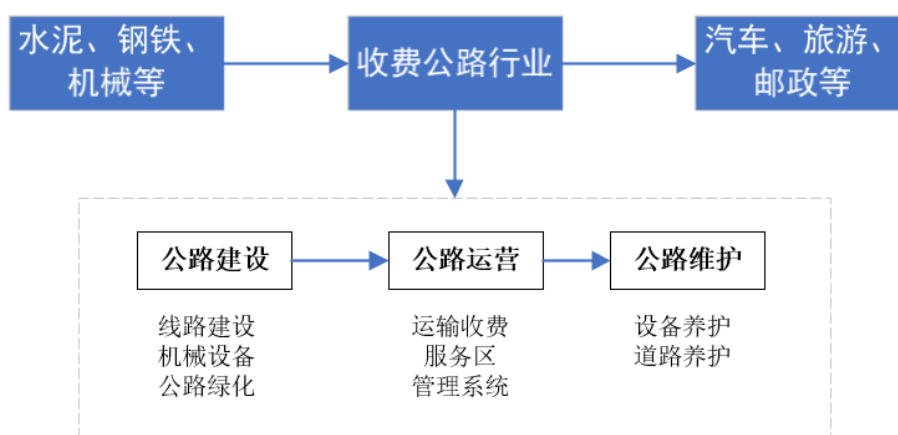 水泥、钢铁、
机械等
收费公路行业
汽车、旅游、
邮政等
公路建设
公路运营
公路维护
线路建设
机械设备
公路绿化
运输收费
服务区
管理系统
设备养护
道路养护